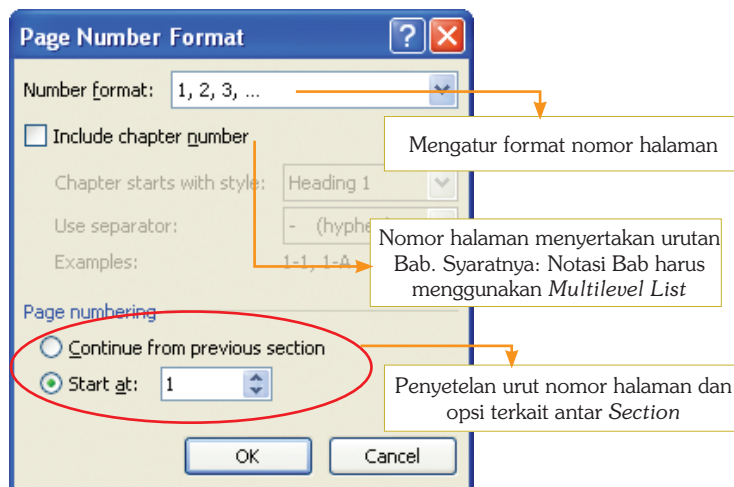 Page Number Format
Number format: 1, 2, 3, ...
Mengatur format nomor halaman
Include chapter number
Chapter starts with style: Heading 1
Use separator: - (hyphe
Examples: 1-1, 1-A
Nomor halaman menyertakan urutan
Bab. Syaratnya: Notasi Bab harus
menggunakan Multilevel List
Page numbering
Continue from previous section
Start at: 1
Penyetelan urut nomor halaman dan
opsi terkait antar Section
OK Cancel